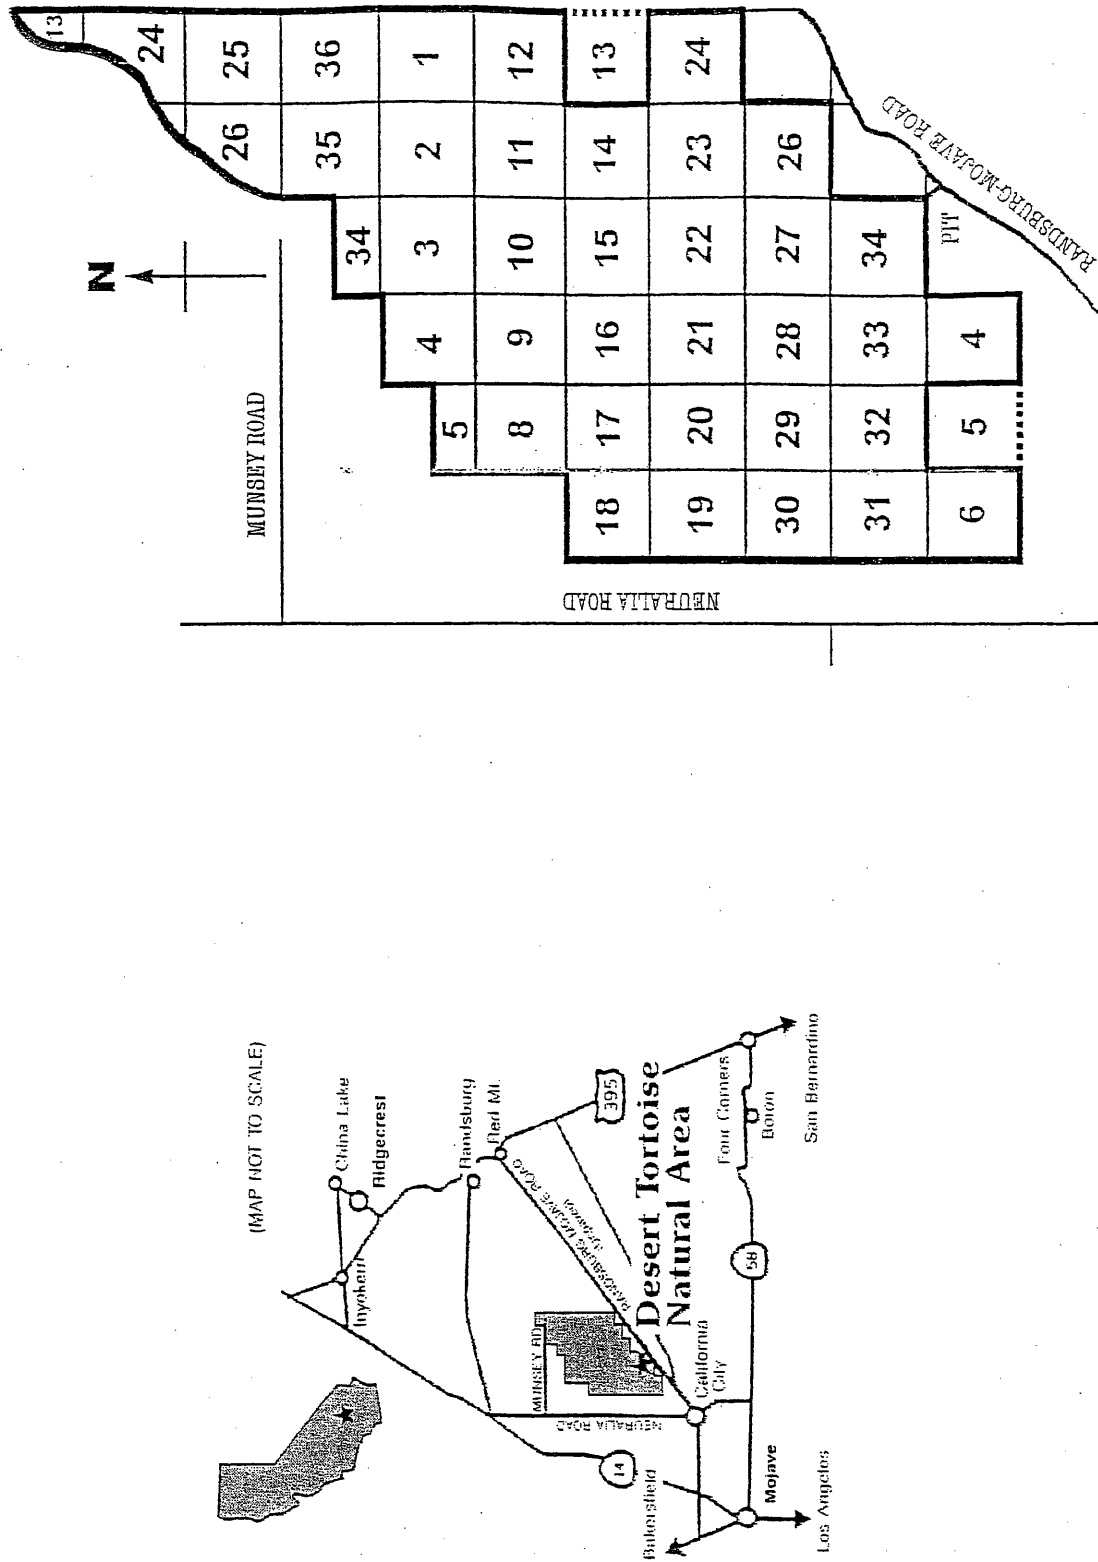 (MAP NOT TO SCALE)
China Lake
Ridgecrest
Inyokern
Randsburg
Red Mt.
MUNSEY RD
NEURALIA ROAD
RANDSBURG MOJAVE ROAD
(unpaved)
395
Desert Tortoise
Natural Area
14
Bakersfield
California
City
Four Corners
58
Boron
Mojave
San Bernardino
Los Angeles
N
MUNSEY ROAD
NEURALIA ROAD
13
24
26 25
35 36
34
5 4 3 2 1
8 9 10 11 12
18 17 16 15 14 13
19 20 21 22 23 24
30 29 28 27 26
31 32 33 34
6 5 4
PIT
RANDSBURG-MOJAVE ROAD